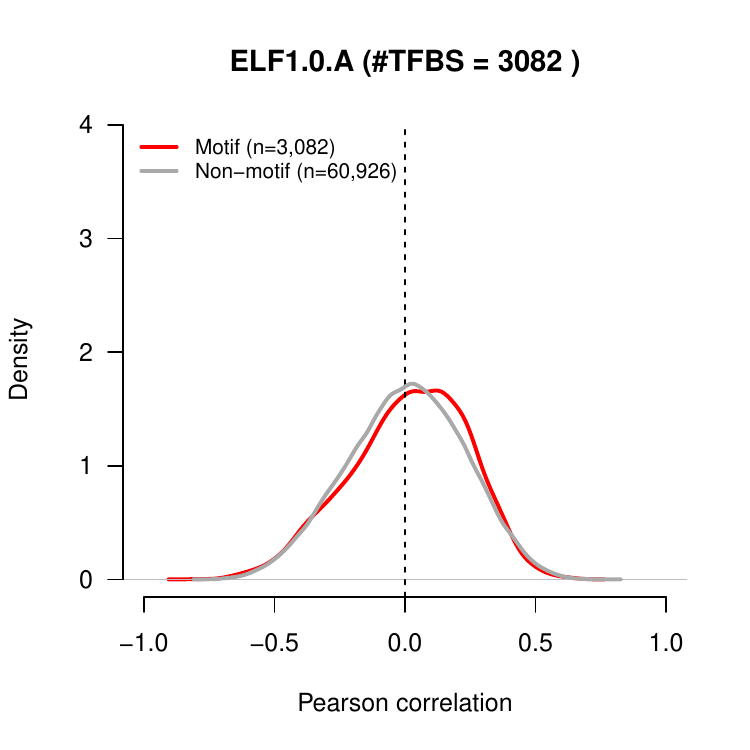 ELF1.0.A (#TFBS = 3082 )
4
3
2
1
0
Motif (n=3,082)
Non−motif (n=60,926)
Density
−1.0 −0.5 0.0 0.5 1.0
Pearson correlation